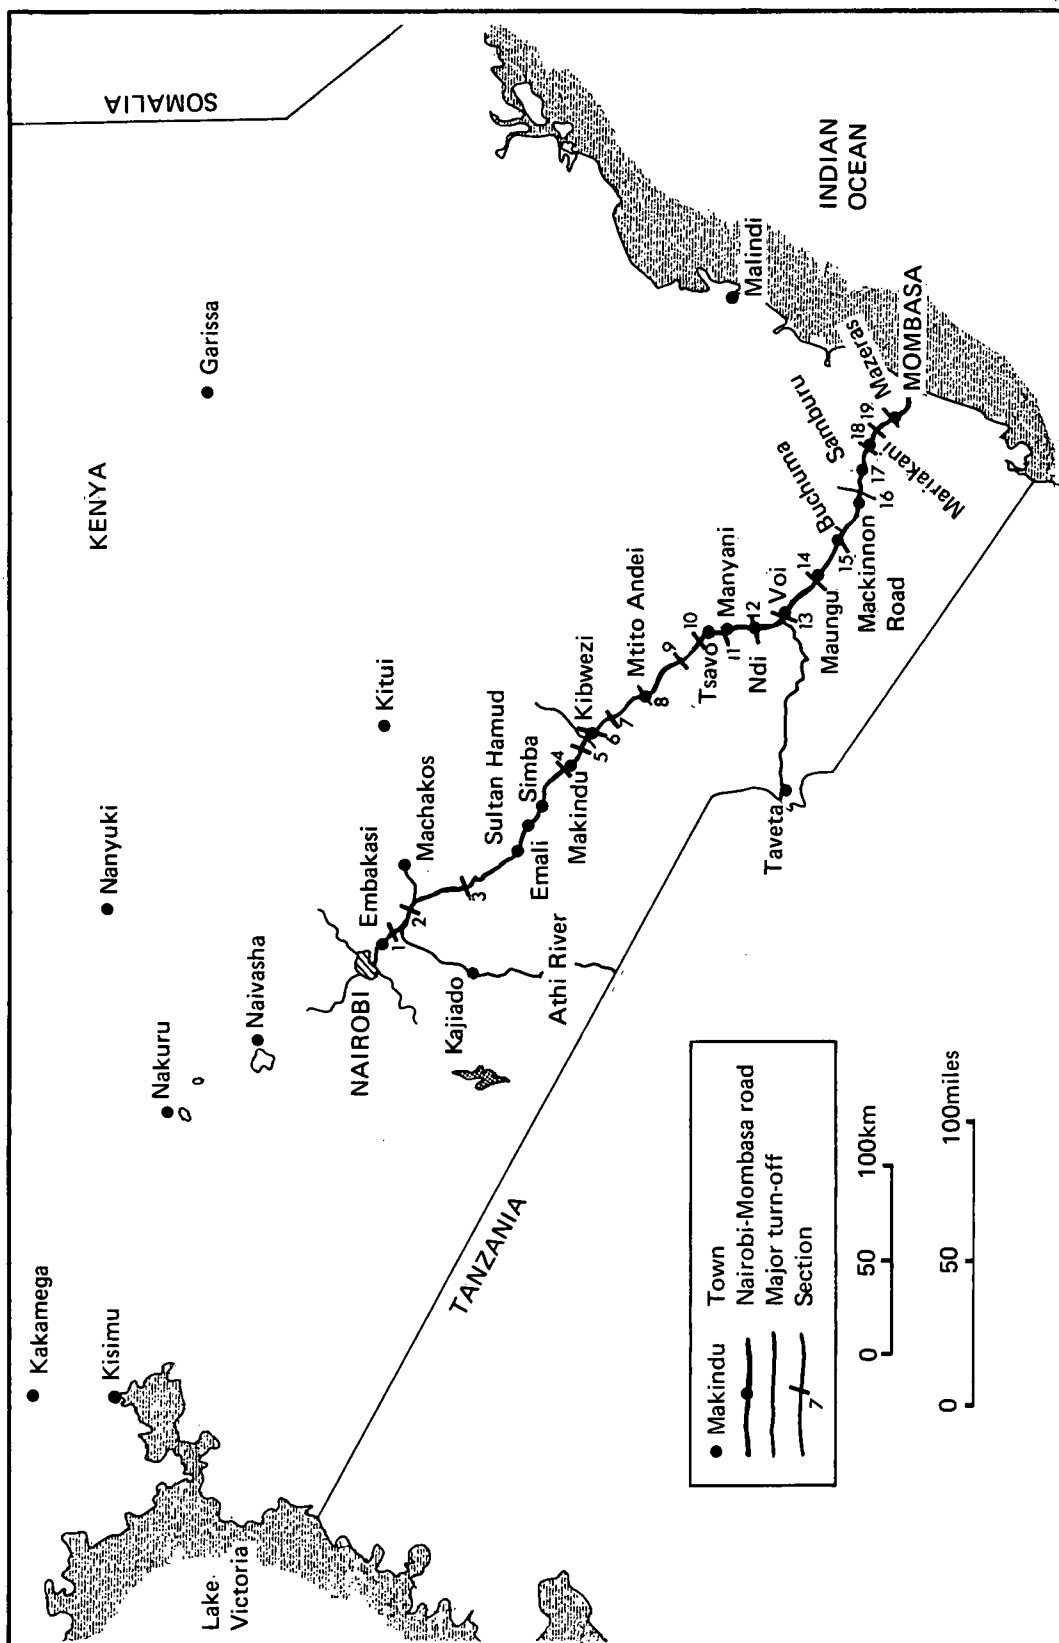 SOMALIA
KENYA
Garissa
INDIAN
OCEAN
Malindi
Nanyuki
Kitui
Nakuru
Naivasha
Kakamega
Kisimu
Lake
Victoria
NAIROBI
Embakasi
Machakos
Kajiado
Athi River
Sultan Hamud
Emali
Simba
Makindu
Kibwezi
Mtito Andei
Tsavo
Manyani
Ndi
Voi
Maungu
Buchuma
Mackinnon
Road
Samburu
Mariakani
Mazeras
MOMBASA
Taveta
TANZANIA
1
2
3
4
5
6
7
8
9
10
11
12
13
14
15
16
17
18
19
Makindu Town
Nairobi-Mombasa road
Major turn-off
7 Section
0 50 100km
0 50 100miles